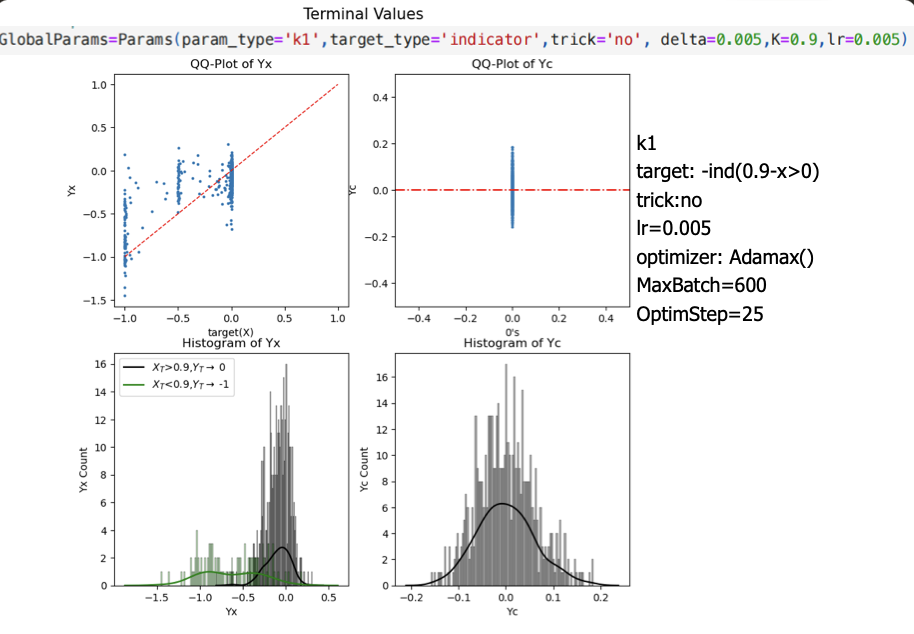 Terminal Values
GlobalParams=Params(param_type='k1',target_type='indicator',trick='no', delta=0.005,K=0.9,lr=0.005)
QQ-Plot of Yx
1.0
0.5
0.0
−0.5
−1.0
−1.5
Yx
−1.0
−0.5
0.0
0.5
1.0
target(X)
QQ-Plot of Yc
0.4
0.2
0.0
−0.2
−0.4
Yc
−0.4
−0.2
0.0
0.2
0.4
0's
k1
target: -ind(0.9-x>0)
trick:no
lr=0.005
optimizer: Adamax()
MaxBatch=600
OptimStep=25
Histogram of Yx
X_T>0.9,Y_T→ 0
X_T<0.9,Y_T→ -1
16
14
12
10
8
6
4
2
0
Yx Count
−1.5
−1.0
−0.5
0.0
0.5
Yx
Histogram of Yc
16
14
12
10
8
6
4
2
0
Yc Count
−0.2
−0.1
0.0
0.1
0.2
Yc